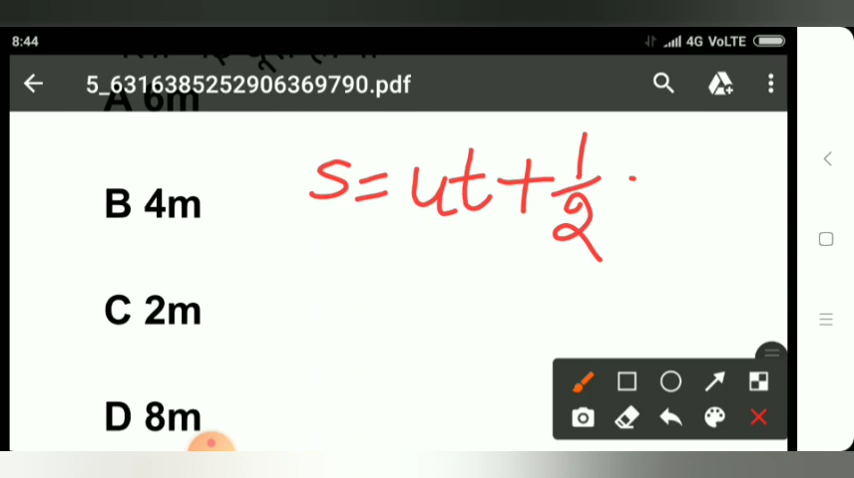 8:44 4G VoLTE
5_6316385252906369790.pdf
A 6m
B 4m
s = ut + 1/2 .
C 2m
D 8m